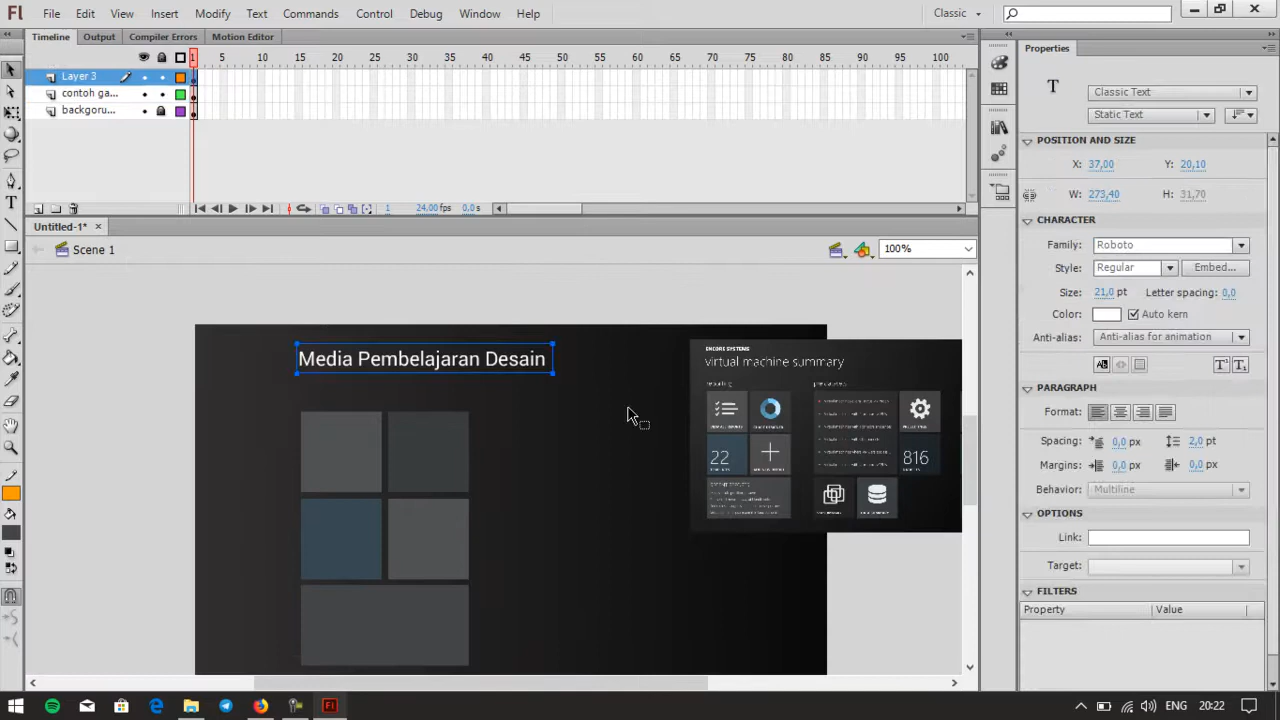 Fl File Edit View Insert Modify Text Commands Control Debug Window Help Classic
Timeline Output Compiler Errors Motion Editor
Properties
1 5 10 15 20 25 30 35 40 45 50 55 60 65 70 75 80 85 90 95 100
Layer 3
contoh ga...
backgoru...
1 24,00 fps 0,0 s
Untitled-1*
Scene 1
100%
T
Classic Text
Static Text
POSITION AND SIZE
X: 37,00 Y: 20,10
W: 273,40 H: 31,70
CHARACTER
Family: Roboto
Style: Regular Embed...
Size: 21,0 pt Letter spacing: 0,0
Color: Auto kern
Anti-alias: Anti-alias for animation
PARAGRAPH
Format:
Spacing: 0,0 px 2,0 pt
Margins: 0,0 px 0,0 px
Behavior: Multiline
OPTIONS
Link:
Target:
FILTERS
Property Value
Media Pembelajaran Desain
ENCORE SYSTEMS
virtual machine summary
22
816
ENG 20:22